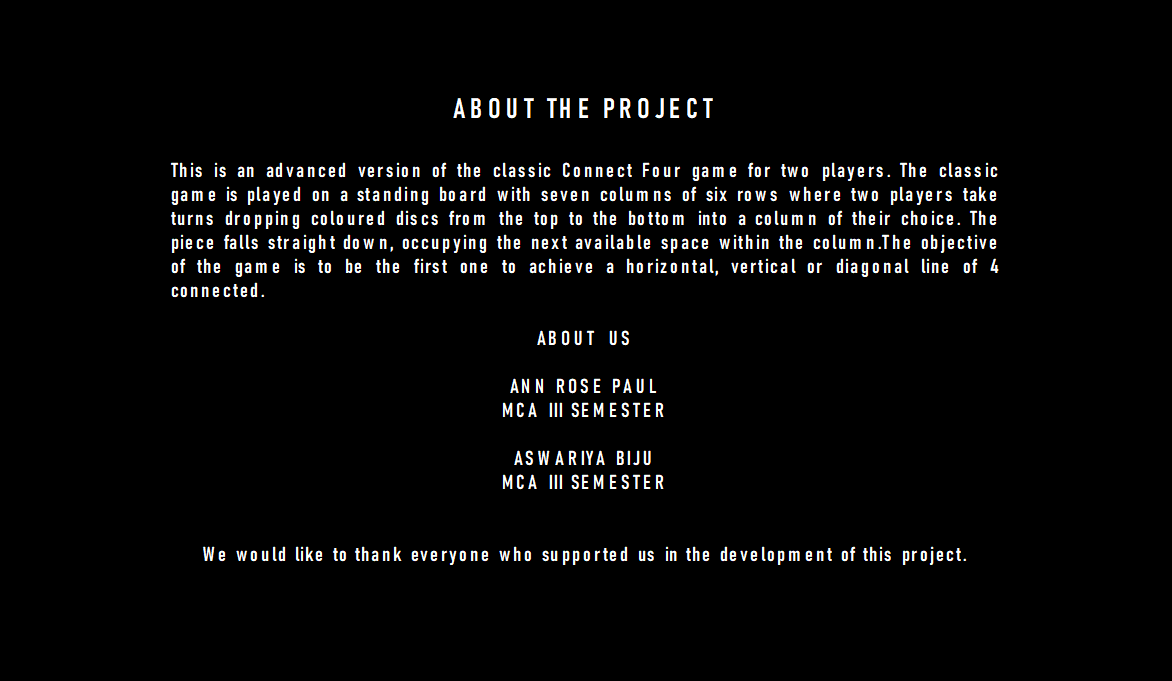 ABOUT THE PROJECT
This is an advanced version of the classic Connect Four game for two players. The classic
game is played on a standing board with seven columns of six rows where two players take
turns dropping coloured discs from the top to the bottom into a column of their choice. The
piece falls straight down, occupying the next available space within the column.The objective
of the game is to be the first one to achieve a horizontal, vertical or diagonal line of 4
connected.
ABOUT US
ANN ROSE PAUL
MCA III SEMESTER
ASWARIYA BIJU
MCA III SEMESTER
We would like to thank everyone who supported us in the development of this project.